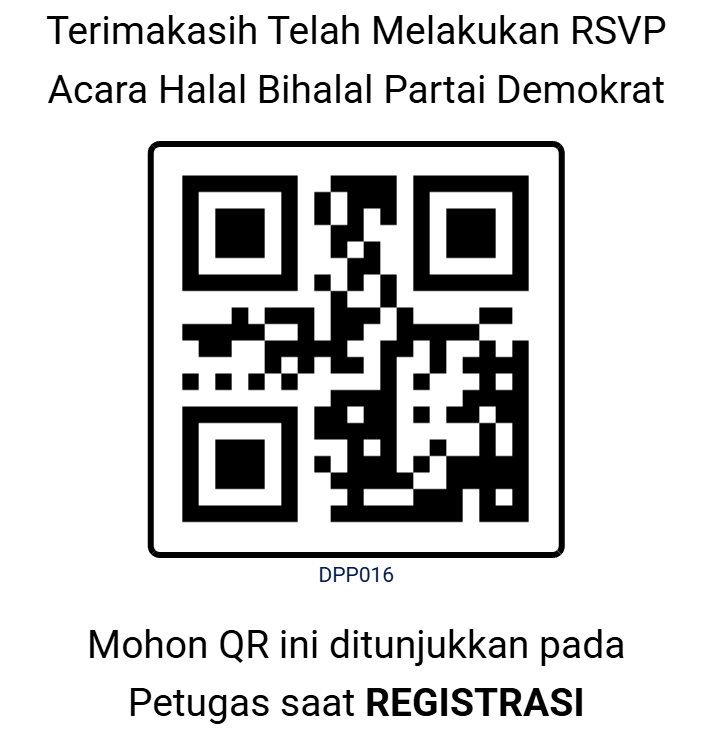 Terimakasih Telah Melakukan RSVP
Acara Halal Bihalal Partai Demokrat
DPP016
Mohon QR ini ditunjukkan pada
Petugas saat REGISTRASI